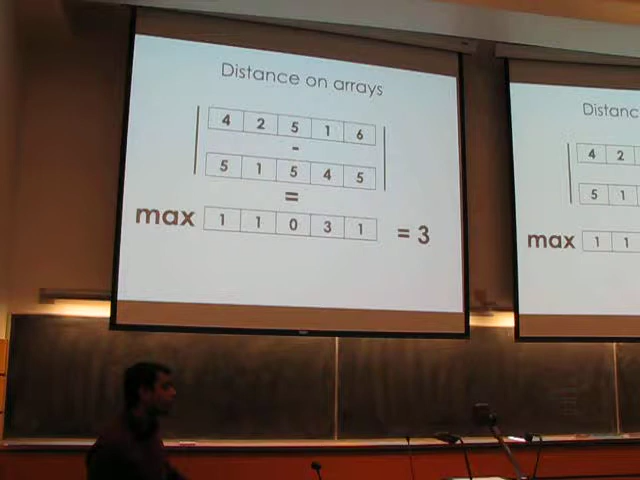 Distance on arrays
4 2 5 1 6
-
5 1 5 4 5
=
max 1 1 0 3 1 = 3
Distanc
4 2
5 1
max 1 1